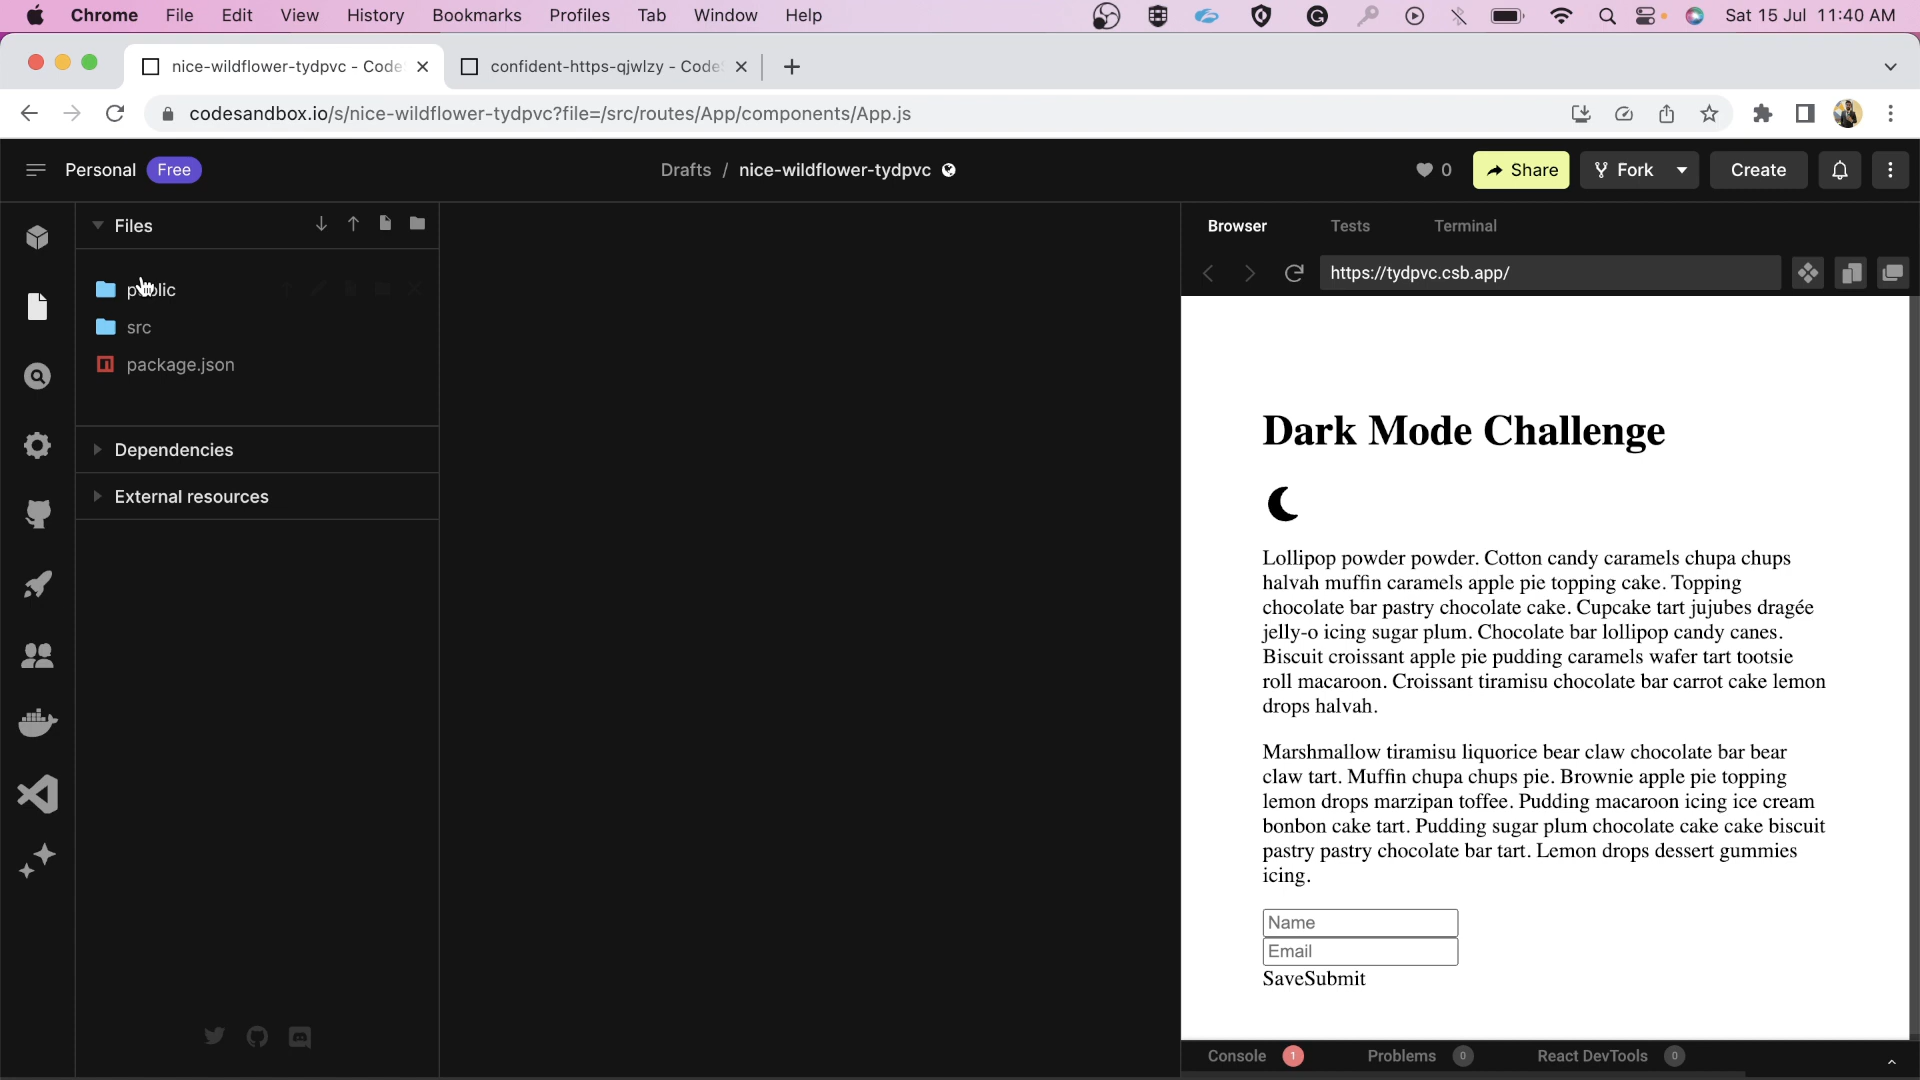 Chrome File Edit View History Bookmarks Profiles Tab Window Help Sat 15 Jul 11:40 AM
nice-wildflower-tydpvc - Code
confident-https-qjwlzy - Code
codesandbox.io/s/nice-wildflower-tydpvc?file=/src/routes/App/components/App.js
Personal Free
Drafts / nice-wildflower-tydpvc
0 Share Fork Create
Files
public
src
package.json
Dependencies
External resources
Browser Tests Terminal
https://tydpvc.csb.app/
Dark Mode Challenge
Lollipop powder powder. Cotton candy caramels chupa chups
halvah muffin caramels apple pie topping cake. Topping
chocolate bar pastry chocolate cake. Cupcake tart jujubes dragée
jelly-o icing sugar plum. Chocolate bar lollipop candy canes.
Biscuit croissant apple pie pudding caramels wafer tart tootsie
roll macaroon. Croissant tiramisu chocolate bar carrot cake lemon
drops halvah.
Marshmallow tiramisu liquorice bear claw chocolate bar bear
claw tart. Muffin chupa chups pie. Brownie apple pie topping
lemon drops marzipan toffee. Pudding macaroon icing ice cream
bonbon cake tart. Pudding sugar plum chocolate cake cake biscuit
pastry pastry chocolate bar tart. Lemon drops dessert gummies
icing.
Name
Email
SaveSubmit
Console 1 Problems 0 React DevTools 0